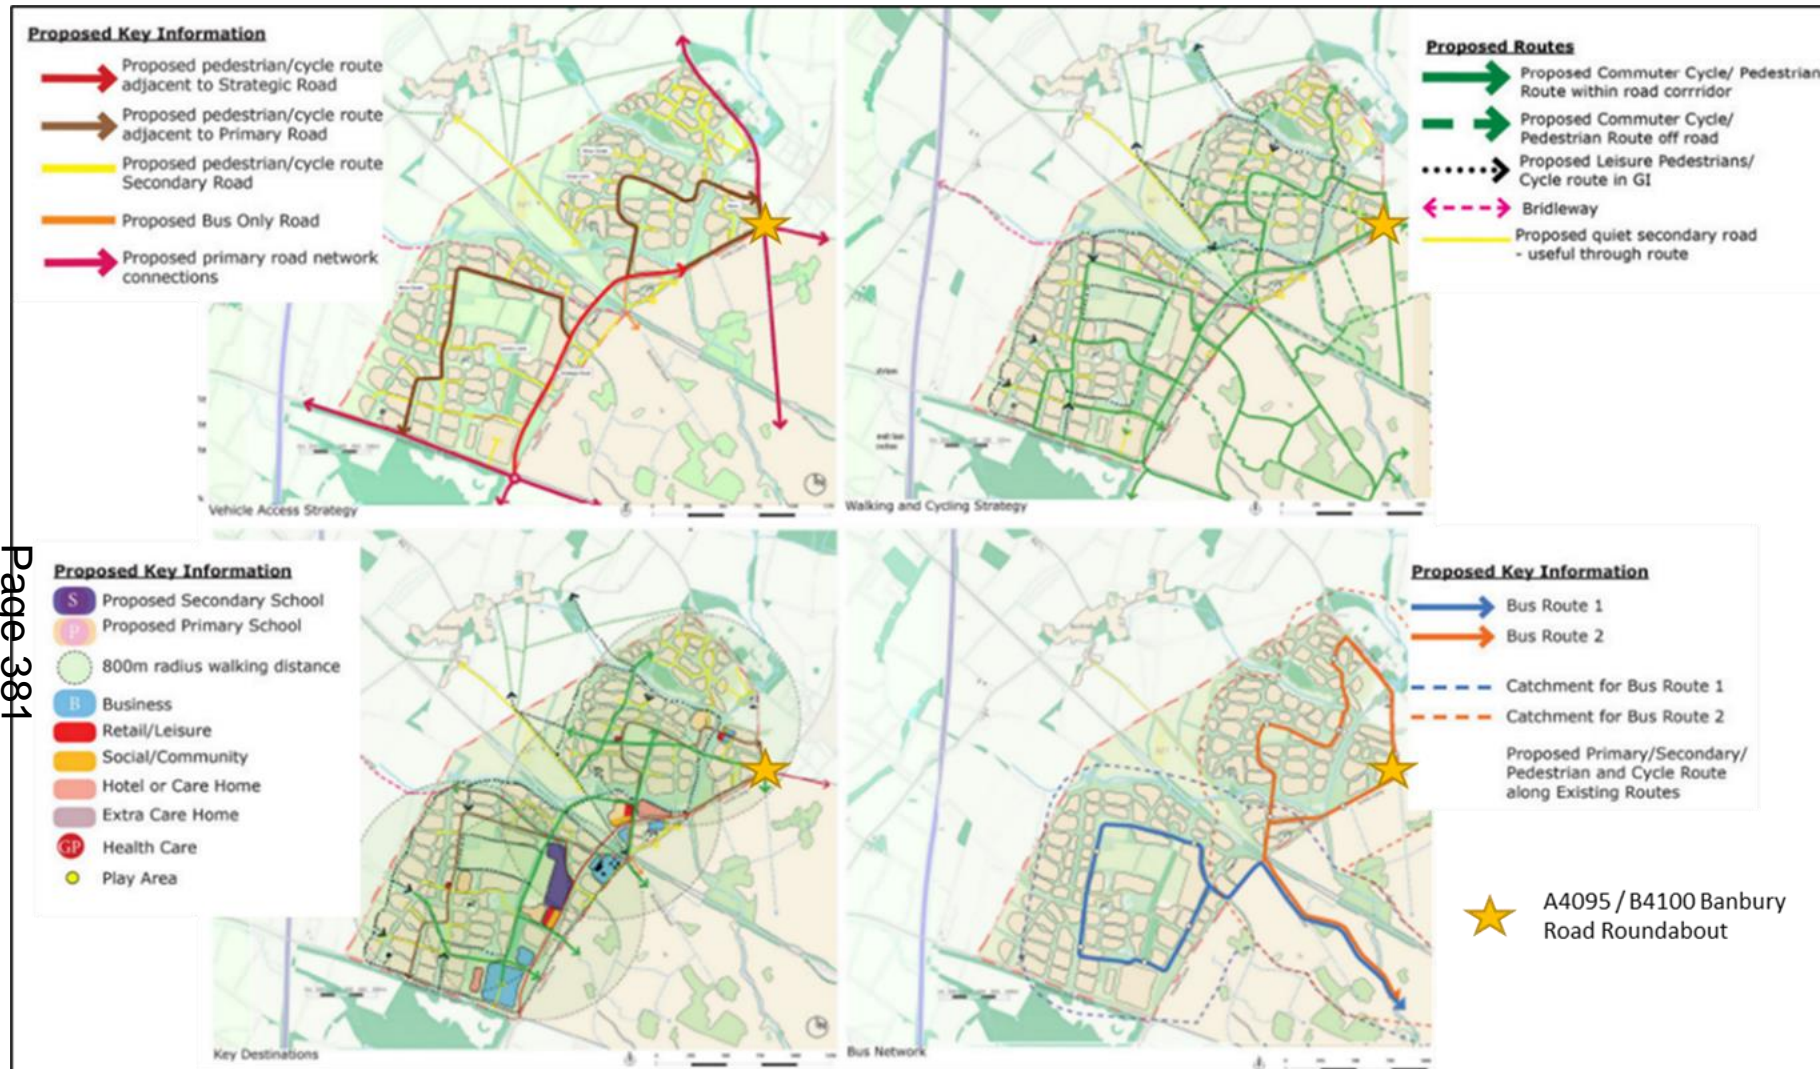 Proposed Key Information
Proposed pedestrian/cycle route
adjacent to Strategic Road
Proposed pedestrian/cycle route
adjacent to Primary Road
Proposed pedestrian/cycle route
Secondary Road
Proposed Bus Only Road
Proposed primary road network
connections
Vehicle Access Strategy
Proposed Routes
Proposed Commuter Cycle/ Pedestrian
Route within road corrridor
Proposed Commuter Cycle/
Pedestrian Route off road
Proposed Leisure Pedestrians/
Cycle route in GI
Bridleway
Proposed quiet secondary road
- useful through route
Walking and Cycling Strategy
Page 381
Proposed Key Information
S Proposed Secondary School
P Proposed Primary School
800m radius walking distance
B Business
Retail/Leisure
Social/Community
Hotel or Care Home
Extra Care Home
GP Health Care
Play Area
Key Destinations
Proposed Key Information
Bus Route 1
Bus Route 2
Catchment for Bus Route 1
Catchment for Bus Route 2
Proposed Primary/Secondary/
Pedestrian and Cycle Route
along Existing Routes
Bus Network
A4095 / B4100 Banbury
Road Roundabout